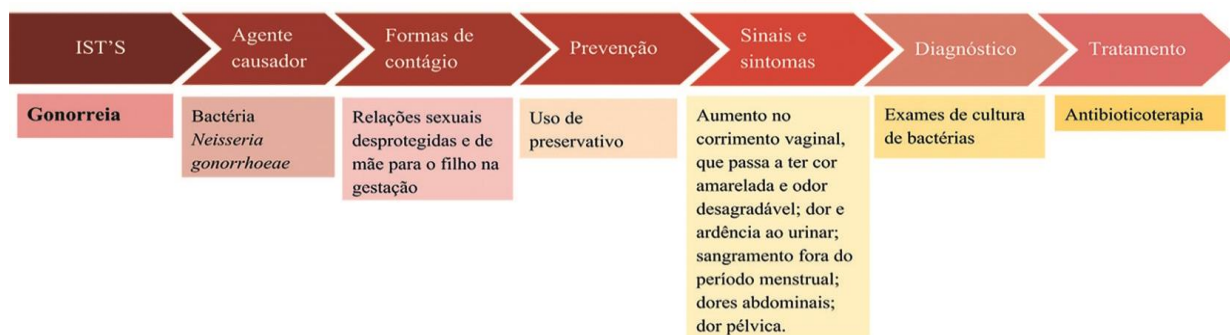 IST'S
Agente
causador
Formas de
contágio
Prevenção
Sinais e
sintomas
Diagnóstico
Tratamento
Gonorreia
Bactéria
Neisseria
gonorrhoeae
Relações sexuais
desprotegidas e de
mãe para o filho na
gestação
Uso de
preservativo
Aumento no
corrimento vaginal,
que passa a ter cor
amarelada e odor
desagradável; dor e
ardência ao urinar;
sangramento fora do
período menstrual;
dores abdominais;
dor pélvica.
Exames de cultura
de bactérias
Antibioticoterapia